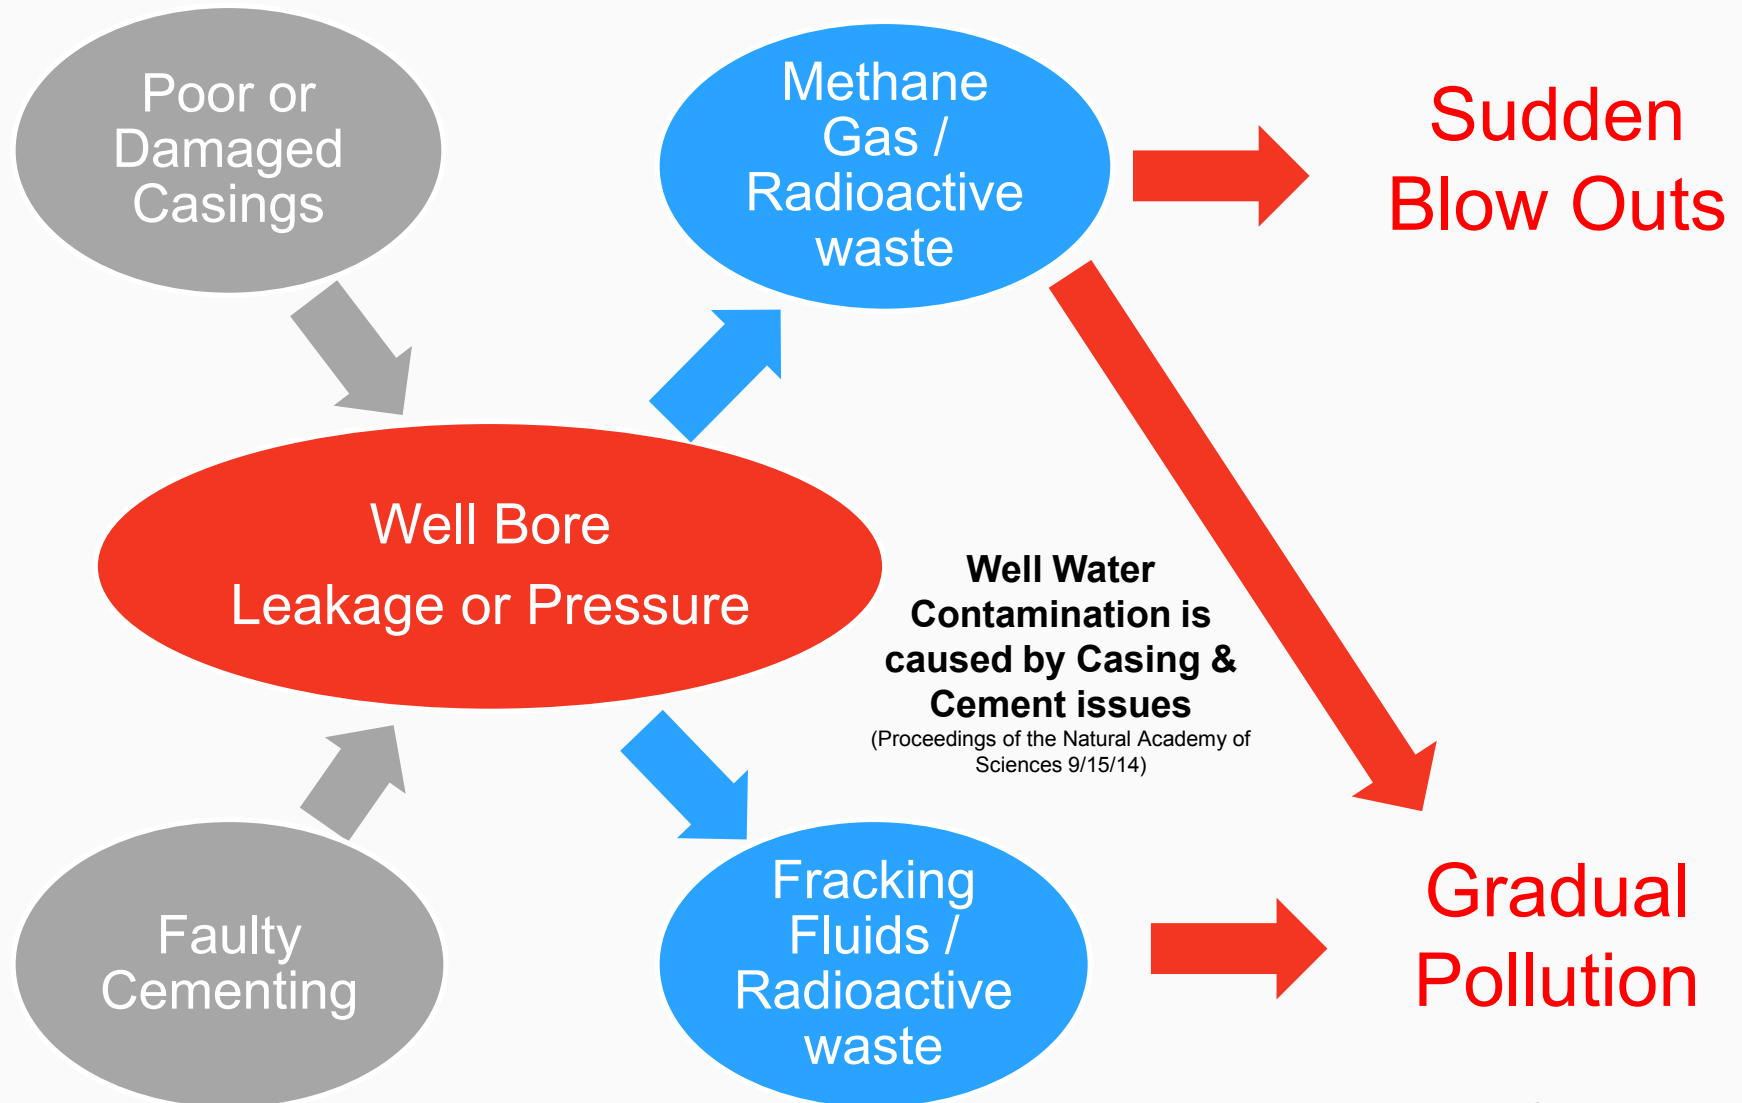 Poor or
Damaged
Casings
Methane
Gas /
Radioactive
waste
Sudden
Blow Outs
Well Bore
Leakage or Pressure
Well Water
Contamination is
caused by Casing &
Cement issues
(Proceedings of the Natural Academy of
Sciences 9/15/14)
Faulty
Cementing
Fracking
Fluids /
Radioactive
waste
Gradual
Pollution